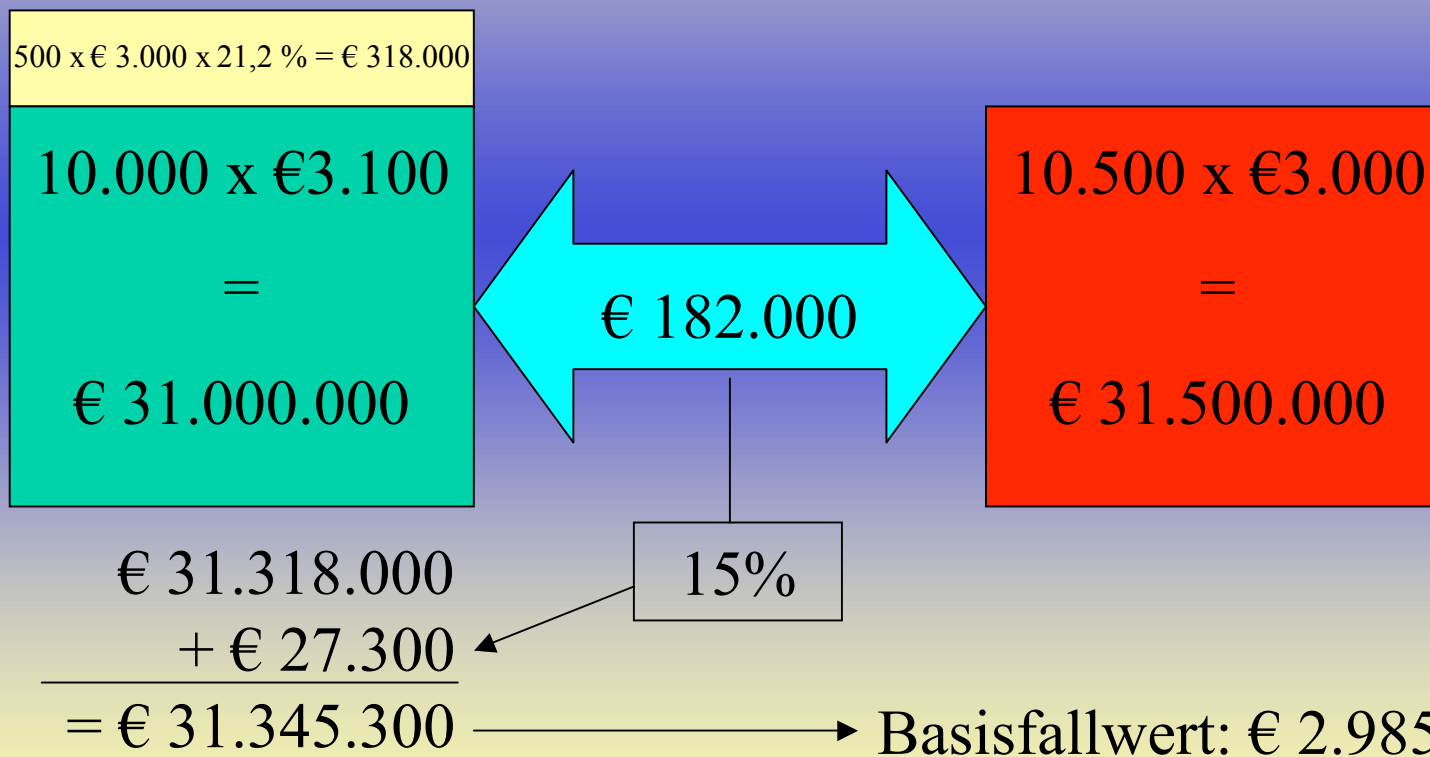 500 x € 3.000 x 21,2 % = € 318.000
10.000 x €3.100
=
€ 31.000.000
€ 182.000
10.500 x €3.000
=
€ 31.500.000
15%
€ 31.318.000
+ € 27.300
= € 31.345.300
Basisfallwert: € 2.985